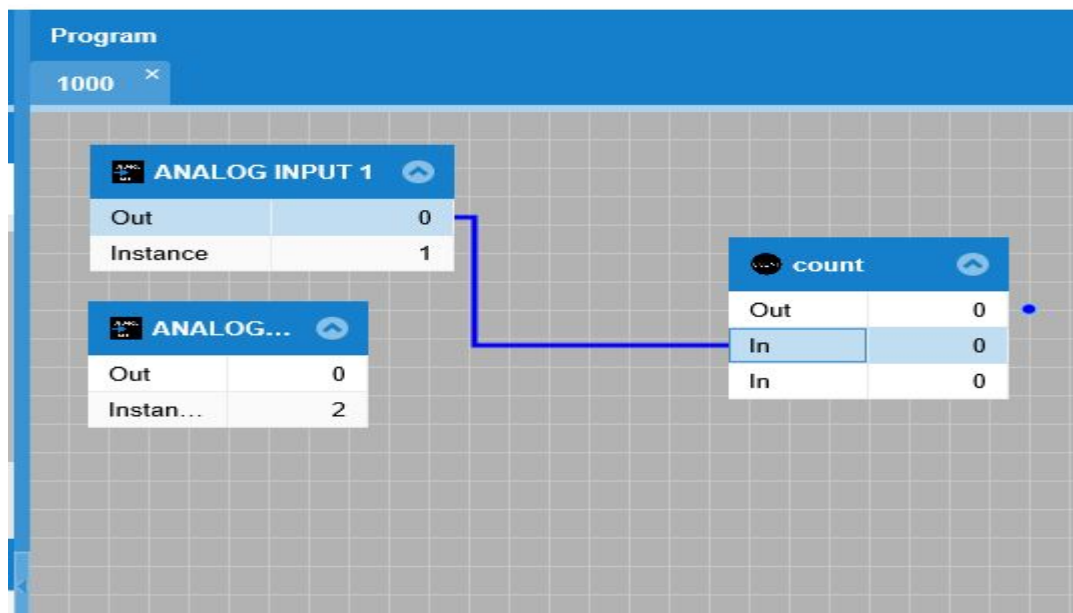 Program
1000 ×
ANALOG INPUT 1
Out 0
Instance 1
ANALOG...
Out 0
Instan... 2
count
Out 0
In 0
In 0